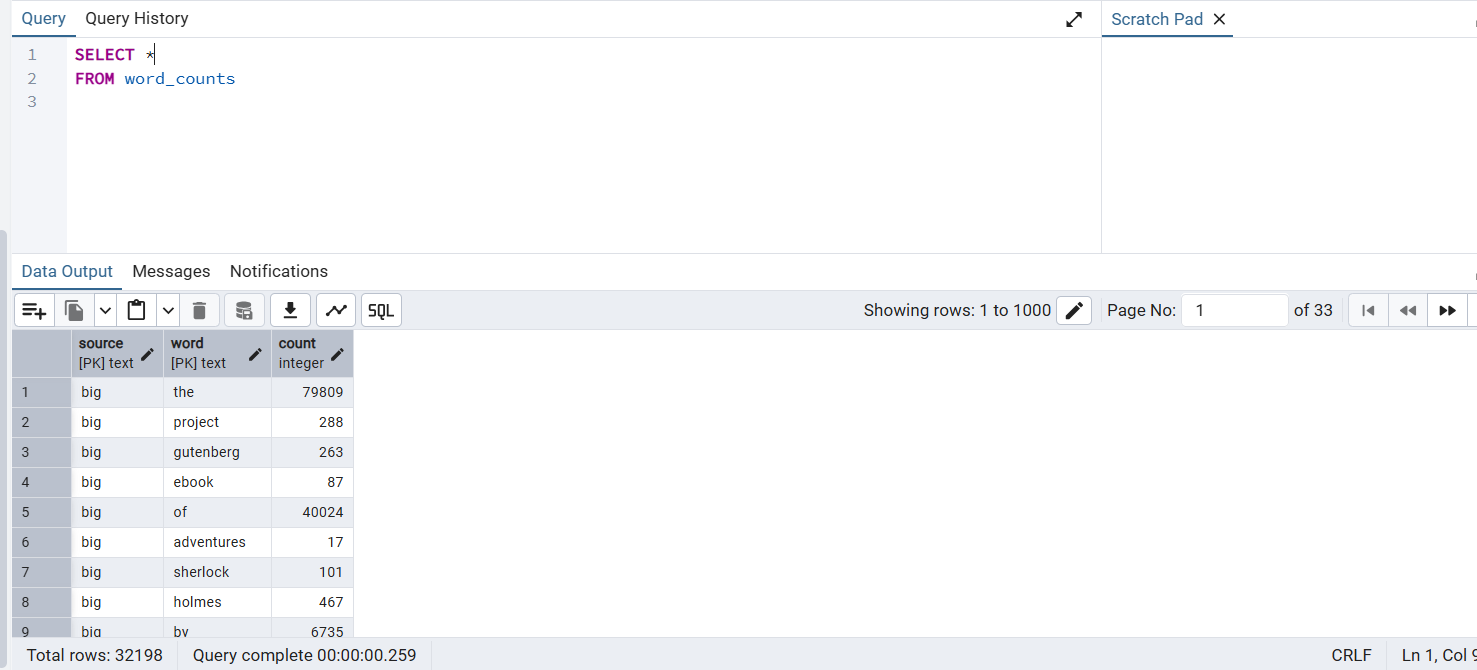 Query Query History Scratch Pad
1 SELECT *
2 FROM word_counts
3
Data Output Messages Notifications
SQL Showing rows: 1 to 1000 Page No: 1 of 33
source word count
[PK] text [PK] text integer
1 big the 79809
2 big project 288
3 big gutenberg 263
4 big ebook 87
5 big of 40024
6 big adventures 17
7 big sherlock 101
8 big holmes 467
9 big by 6735
Total rows: 32198 Query complete 00:00:00.259 CRLF Ln 1, Col 9